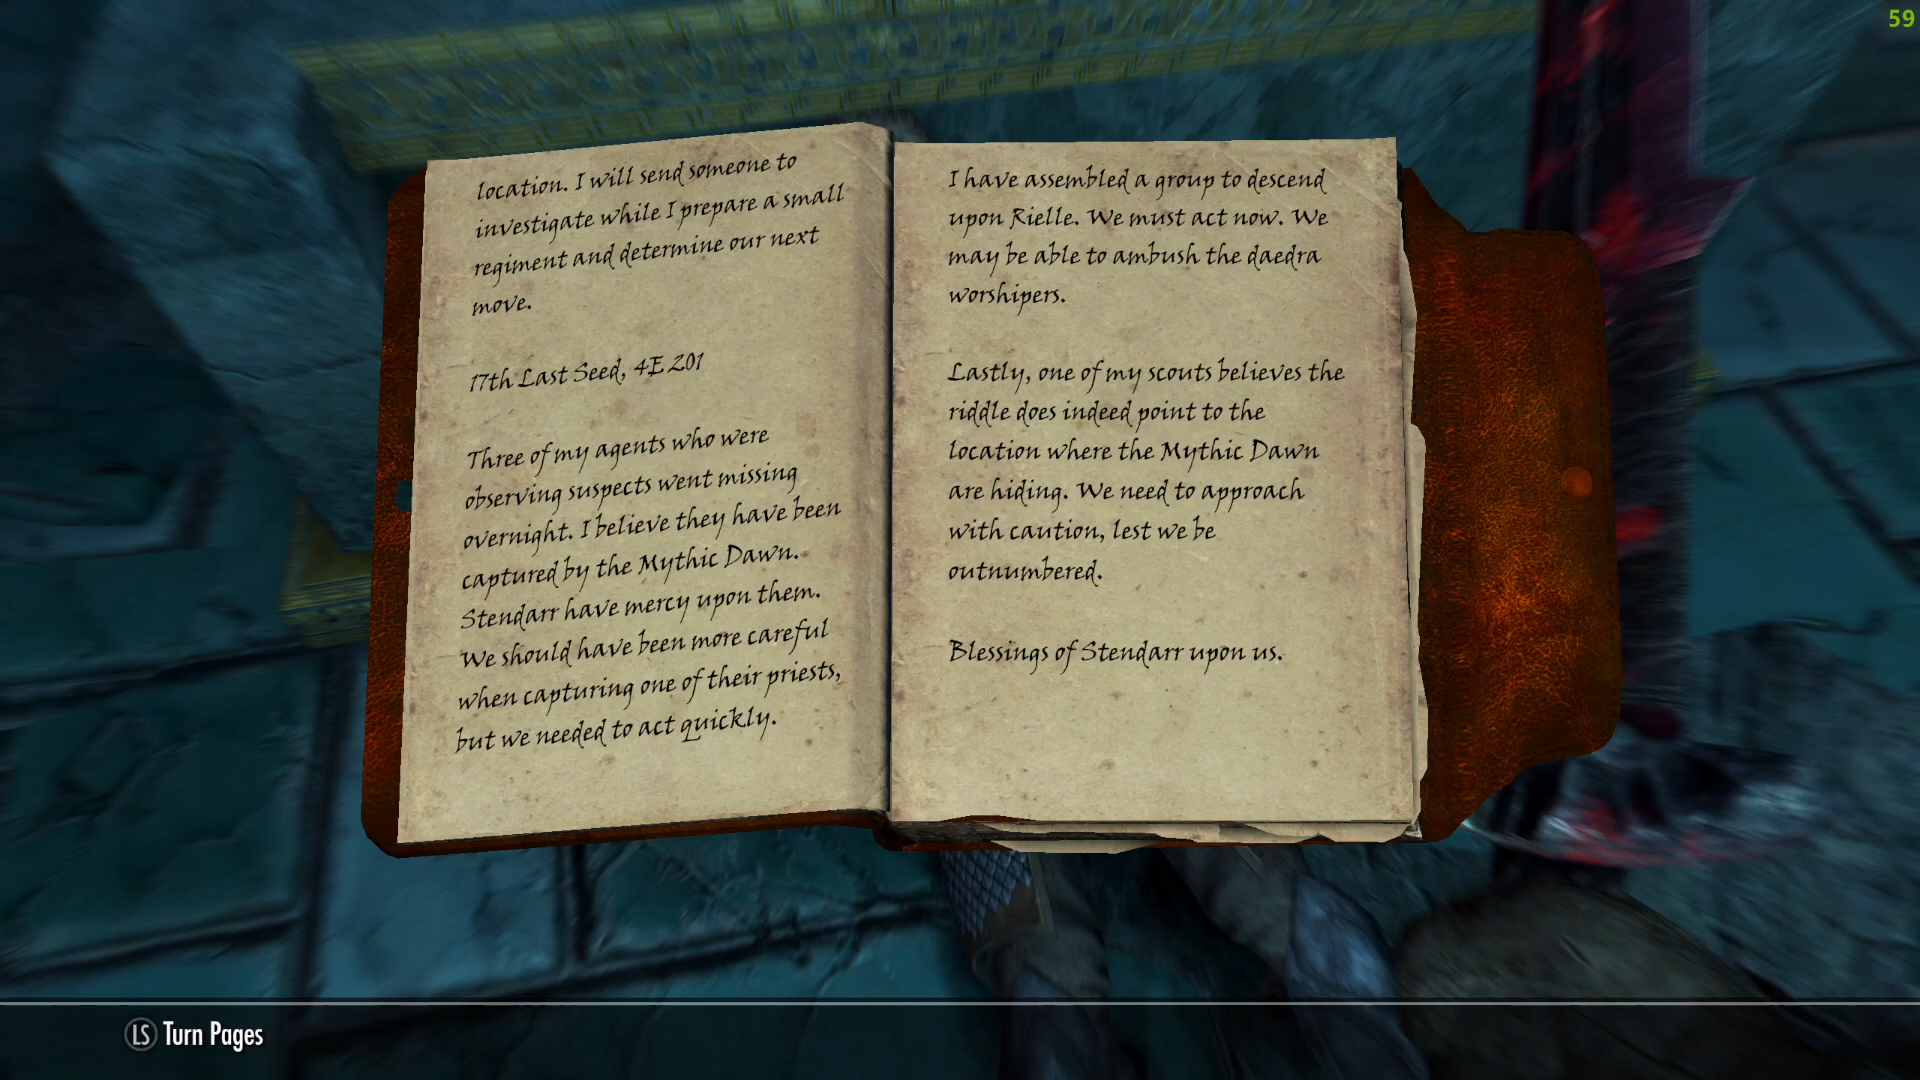 59
location. I will send someone to
investigate while I prepare a small
regiment and determine our next
move.
17th Last Seed, 4E 201
Three of my agents who were
observing suspects went missing
overnight. I believe they have been
captured by the Mythic Dawn.
Stendarr have mercy upon them.
We should have been more careful
when capturing one of their priests,
but we needed to act quickly.
I have assembled a group to descend
upon Rielle. We must act now. We
may be able to ambush the daedra
worshipers.
Lastly, one of my scouts believes the
riddle does indeed point to the
location where the Mythic Dawn
are hiding. We need to approach
with caution, lest we be
outnumbered.
Blessings of Stendarr upon us.
LS Turn Pages